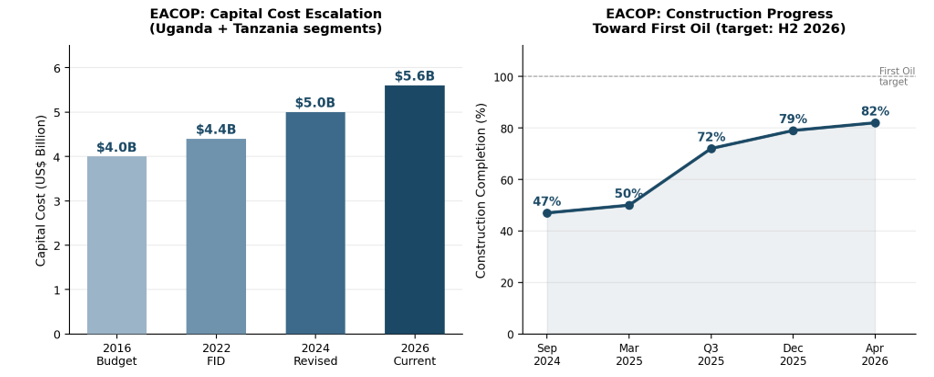 EACOP: Capital Cost Escalation
(Uganda + Tanzania segments)
Capital Cost (US$ Billion)
6
5
4
3
2
1
0
$4.0B
$4.4B
$5.0B
$5.6B
2016
Budget
2022
FID
2024
Revised
2026
Current
EACOP: Construction Progress
Toward First Oil (target: H2 2026)
Construction Completion (%)
100
80
60
40
20
0
First Oil
target
47%
50%
72%
79%
82%
Sep
2024
Mar
2025
Q3
2025
Dec
2025
Apr
2026